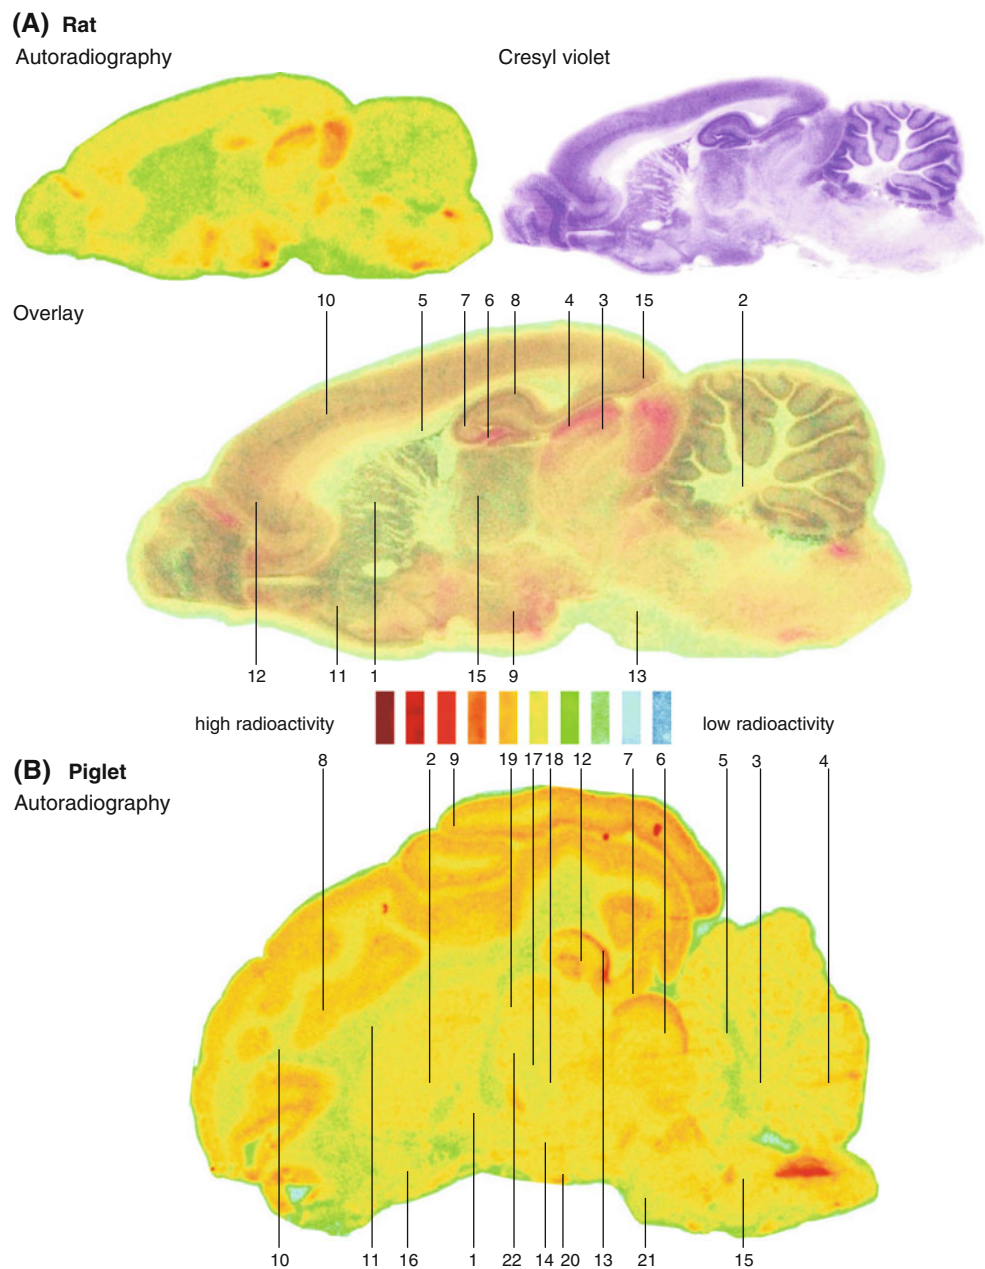 (A) Rat
Autoradiography
Cresyl violet
Overlay
10 5 7 6 8 4 3 15 2
12 11 1 15 9 13
high radioactivity
low radioactivity
(B) Piglet
Autoradiography
8 2 9 19 17 18 12 7 6 5 3 4
10 11 16 1 22 14 20 13 21 15